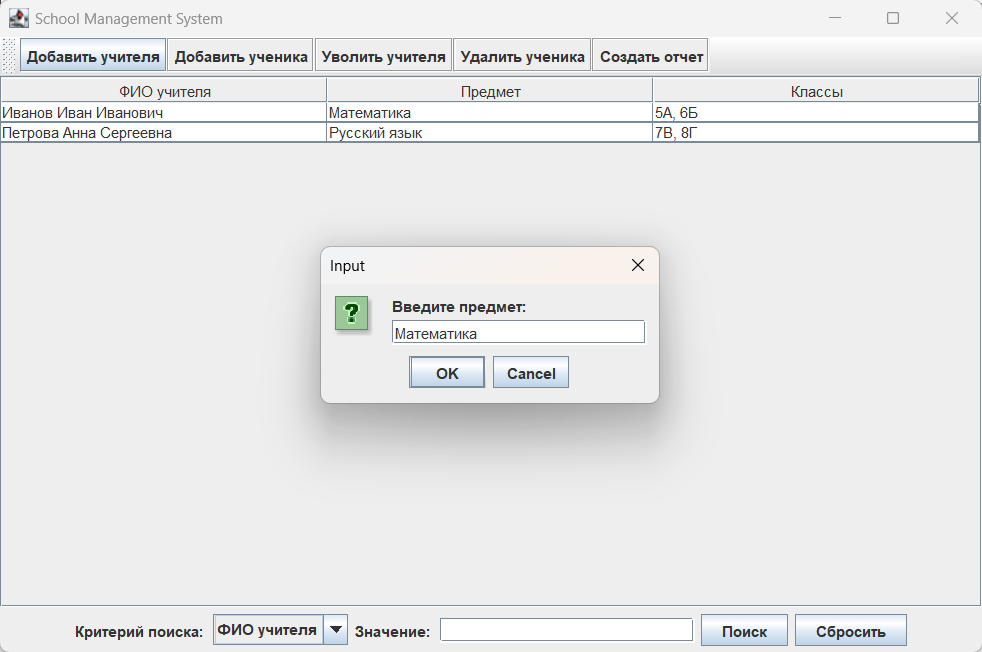 School Management System
Добавить учителя Добавить ученика Уволить учителя Удалить ученика Создать отчет
ФИО учителя Предмет Классы
Иванов Иван Иванович Математика 5А, 6Б
Петрова Анна Сергеевна Русский язык 7В, 8Г
Input
?
Введите предмет:
Математика
OK Cancel
Критерий поиска: ФИО учителя Значение: Поиск Сбросить